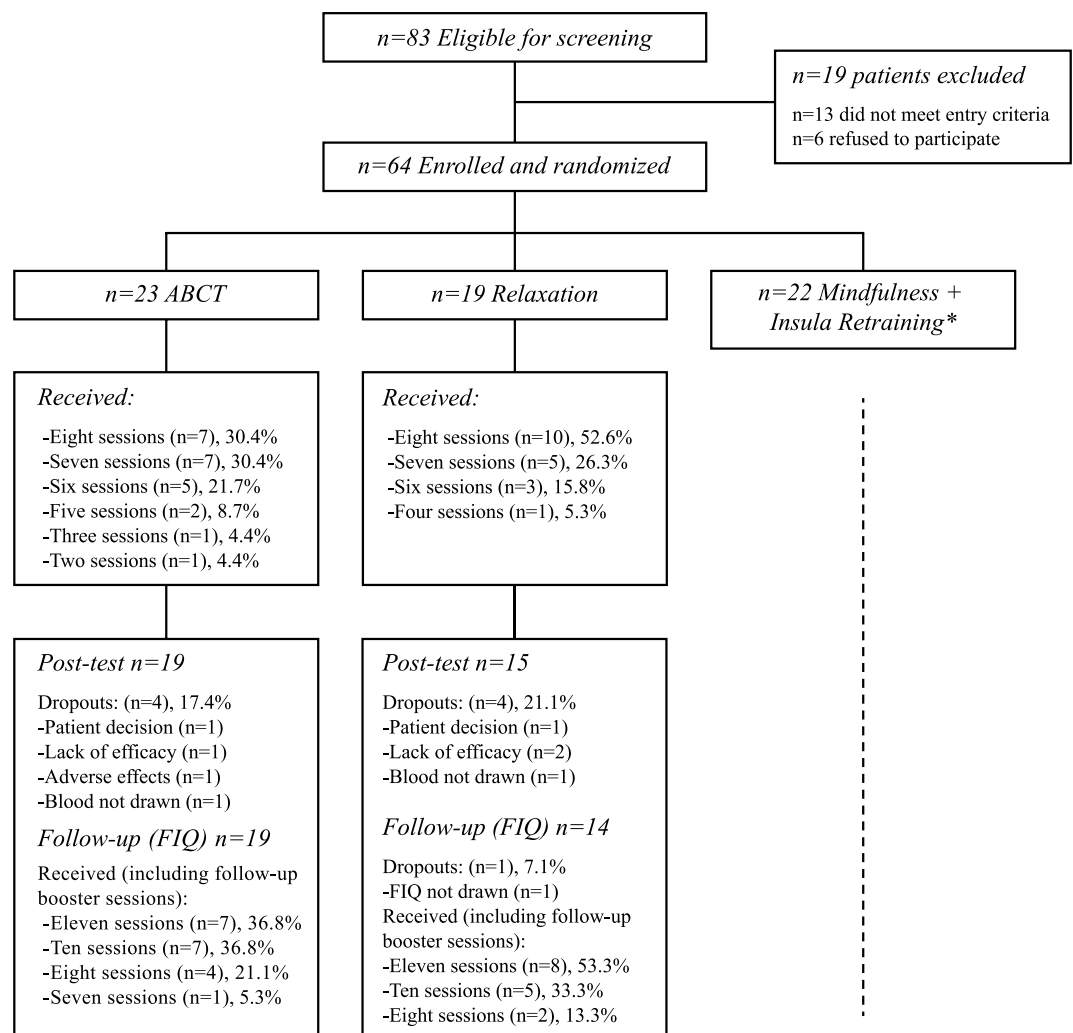 n=83 Eligible for screening
n=19 patients excluded
n=13 did not meet entry criteria
n=6 refused to participate
n=64 Enrolled and randomized
n=23 ABCT
n=19 Relaxation
n=22 Mindfulness +
Insula Retraining*
Received:
-Eight sessions (n=7), 30.4%
-Seven sessions (n=7), 30.4%
-Six sessions (n=5), 21.7%
-Five sessions (n=2), 8.7%
-Three sessions (n=1), 4.4%
-Two sessions (n=1), 4.4%
Received:
-Eight sessions (n=10), 52.6%
-Seven sessions (n=5), 26.3%
-Six sessions (n=3), 15.8%
-Four sessions (n=1), 5.3%
Post-test n=19
Dropouts: (n=4), 17.4%
-Patient decision (n=1)
-Lack of efficacy (n=1)
-Adverse effects (n=1)
-Blood not drawn (n=1)
Follow-up (FIQ) n=19
Received (including follow-up
booster sessions):
-Eleven sessions (n=7), 36.8%
-Ten sessions (n=7), 36.8%
-Eight sessions (n=4), 21.1%
-Seven sessions (n=1), 5.3%
Post-test n=15
Dropouts: (n=4), 21.1%
-Patient decision (n=1)
-Lack of efficacy (n=2)
-Blood not drawn (n=1)
Follow-up (FIQ) n=14
Dropouts: (n=1), 7.1%
-FIQ not drawn (n=1)
Received (including follow-up
booster sessions):
-Eleven sessions (n=8), 53.3%
-Ten sessions (n=5), 33.3%
-Eight sessions (n=2), 13.3%